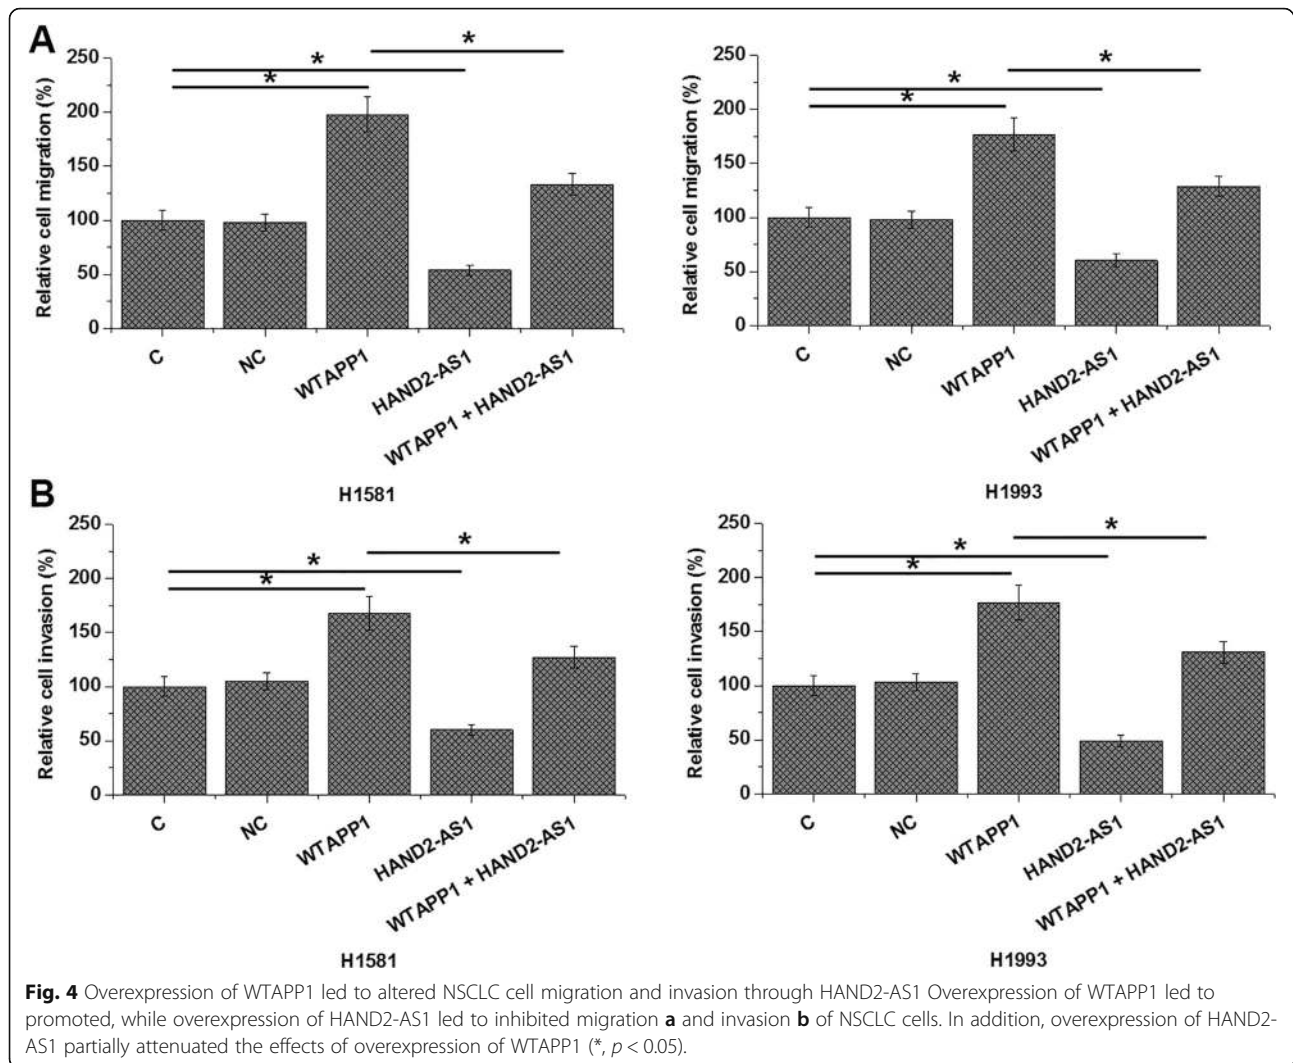 A
Relative cell migration (%)
250
200
150
100
50
0
*
*
*
C
NC
WTAPP1
HAND2-AS1
WTAPP1 + HAND2-AS1
H1581
Relative cell migration (%)
250
200
150
100
50
0
*
*
*
C
NC
WTAPP1
HAND2-AS1
WTAPP1 + HAND2-AS1
H1993
B
Relative cell invasion (%)
250
200
150
100
50
0
*
*
*
C
NC
WTAPP1
HAND2-AS1
WTAPP1 + HAND2-AS1
H1581
Relative cell invasion (%)
250
200
150
100
50
0
*
*
*
C
NC
WTAPP1
HAND2-AS1
WTAPP1 + HAND2-AS1
H1993
Fig. 4 Overexpression of WTAPP1 led to altered NSCLC cell migration and invasion through HAND2-AS1 Overexpression of WTAPP1 led to
promoted, while overexpression of HAND2-AS1 led to inhibited migration a and invasion b of NSCLC cells. In addition, overexpression of HAND2-
AS1 partially attenuated the effects of overexpression of WTAPP1 (*, p < 0.05).